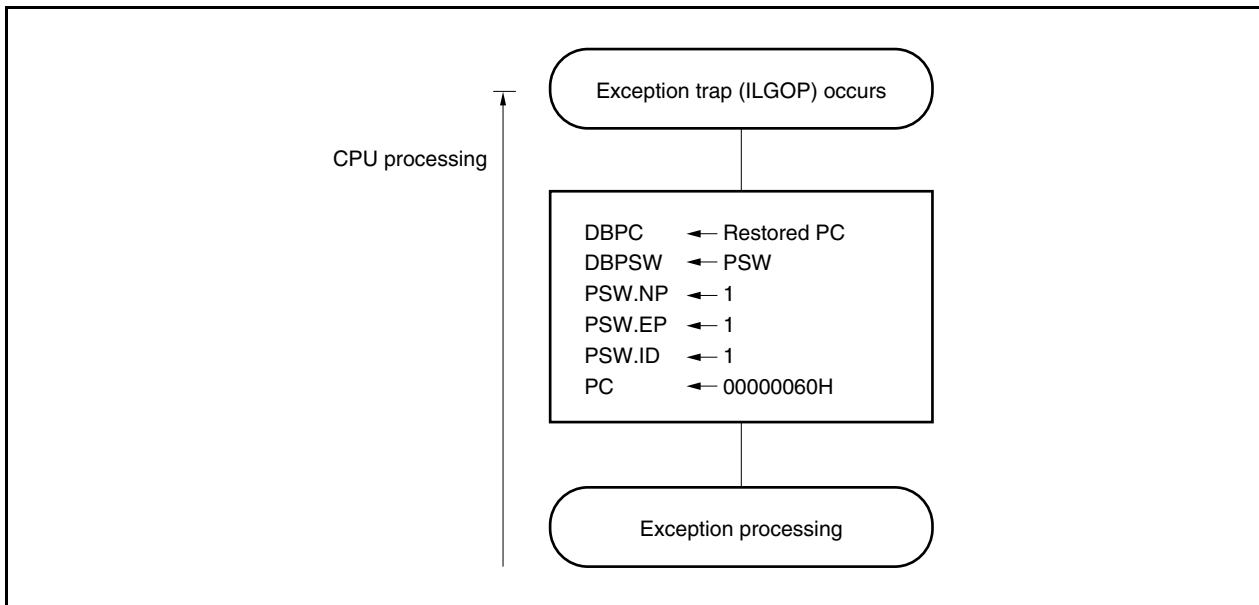 Exception trap (ILGOP) occurs
CPU processing
DBPC ← Restored PC
DBPSW ← PSW
PSW.NP ← 1
PSW.EP ← 1
PSW.ID ← 1
PC ← 00000060H
Exception processing